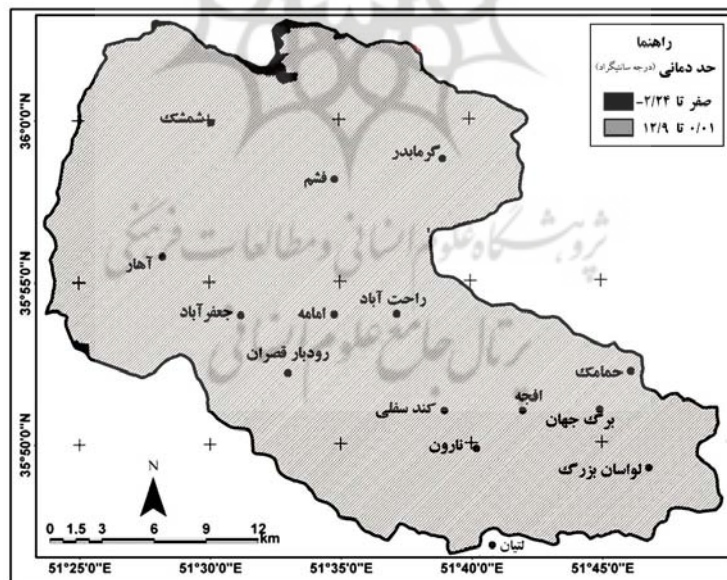 راهنما
حد دمانی (درجه سانتیگراد)
صفر تا ۲/۲۴-
۰/۰۱ تا ۱۲/۹
36°0'0"N
شمشک
گرمابدر
فشم
پژوهشگاه علوم انسانی و مطالعات فرهنگی
آهار
35°55'0"N
راحت آباد
امامه
جعفرآباد
پرتال جامع علوم انسانی
رودبار قصران
حمامک
افجه
برگ جهان
کند سفلی
35°50'0"N
نارون
لواسان بزرگ
N
0 1.5 3 6 9 12
km
لتیان
51°25'0"E 51°30'0"E 51°35'0"E 51°40'0"E 51°45'0"E